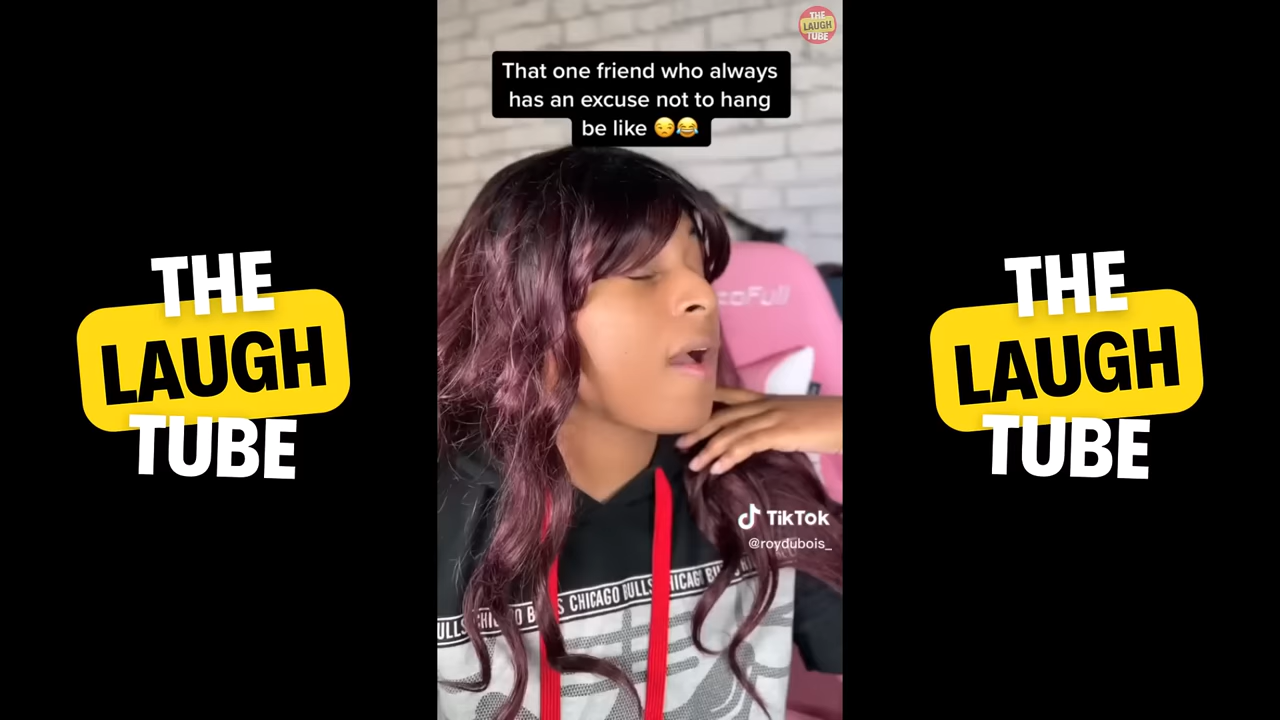 THE
LAUGH
TUBE
THE
LAUGH
TUBE
That one friend who always
has an excuse not to hang
be like 😒😂
TikTok
@roydubois_
CHICAGO BULLS
THE
LAUGH
TUBE